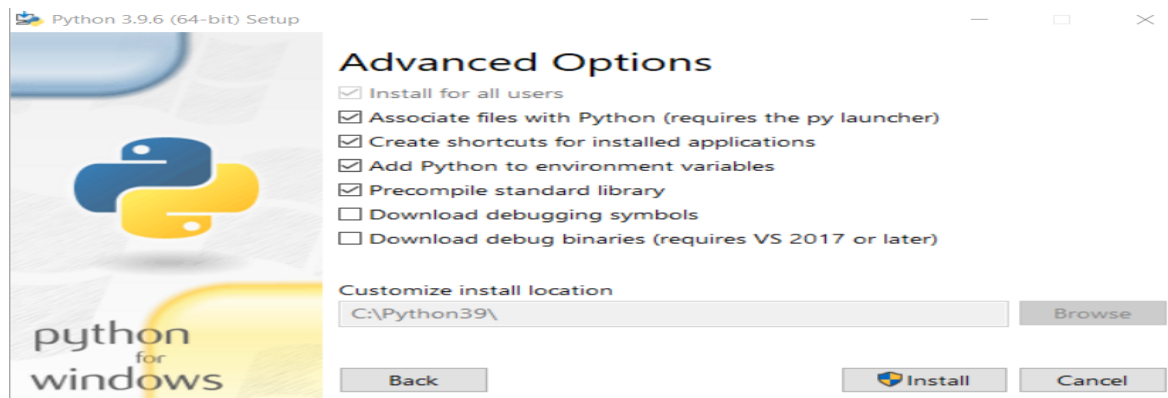 Python 3.9.6 (64-bit) Setup
Advanced Options
Install for all users
Associate files with Python (requires the py launcher)
Create shortcuts for installed applications
Add Python to environment variables
Precompile standard library
Download debugging symbols
Download debug binaries (requires VS 2017 or later)
Customize install location
C:\Python39\ Browse
python
for
windows
Back Install Cancel